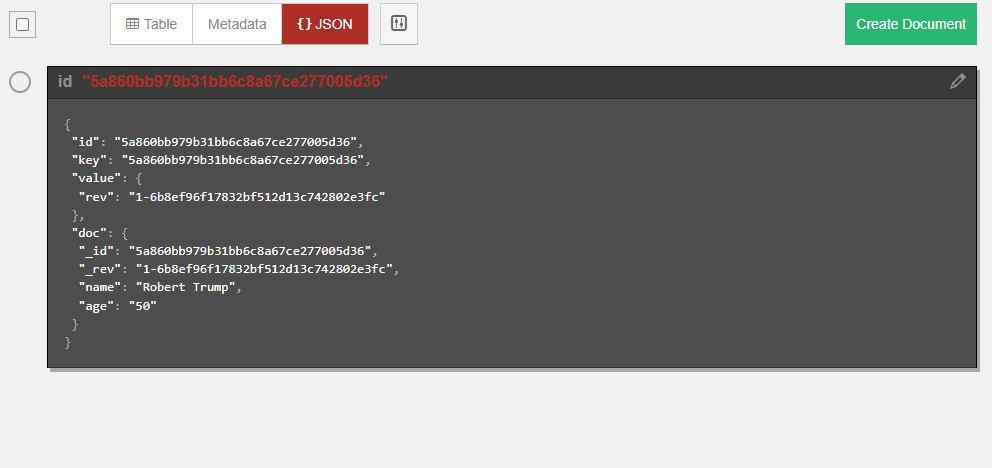 Table Metadata {} JSON Create Document
id "5a860bb979b31bb6c8a67ce277005d36"
{
"id": "5a860bb979b31bb6c8a67ce277005d36",
"key": "5a860bb979b31bb6c8a67ce277005d36",
"value": {
"rev": "1-6b8ef96f17832bf512d13c742802e3fc"
},
"doc": {
"_id": "5a860bb979b31bb6c8a67ce277005d36",
"_rev": "1-6b8ef96f17832bf512d13c742802e3fc",
"name": "Robert Trump",
"age": "50"
}
}